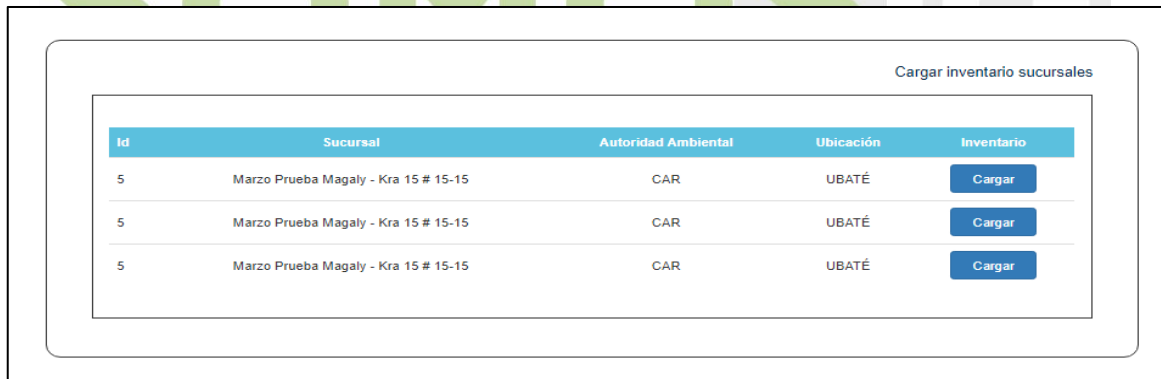 Cargar inventario sucursales
Id Sucursal Autoridad Ambiental Ubicación Inventario
5 Marzo Prueba Magaly - Kra 15 # 15-15 CAR UBATÉ Cargar
5 Marzo Prueba Magaly - Kra 15 # 15-15 CAR UBATÉ Cargar
5 Marzo Prueba Magaly - Kra 15 # 15-15 CAR UBATÉ Cargar